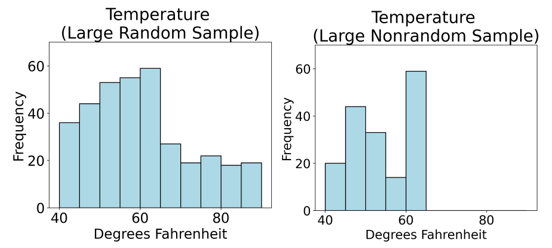 Temperature
(Large Random Sample)
Frequency
60
40
20
0
40 60 80
Degrees Fahrenheit
Temperature
(Large Nonrandom Sample)
Frequency
60
40
20
0
40 60 80
Degrees Fahrenheit